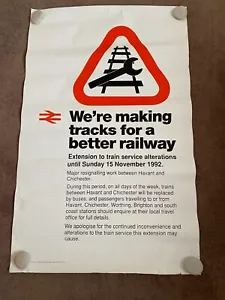 We're making
tracks for a
better railway
Extension to train service alterations
until Sunday 15 November 1992.
Major resignalling work between Havant and
Chichester.
During this period, on all days of the week, trains
between Havant and Chichester will be
replaced by buses, and passengers travelling to or from
Havant, Chichester, Worthing, Brighton and south
coast stations should enquire at their local travel
office for full details.
We apologise for the continued inconvenience and
alterations to the train service this extension may
cause.